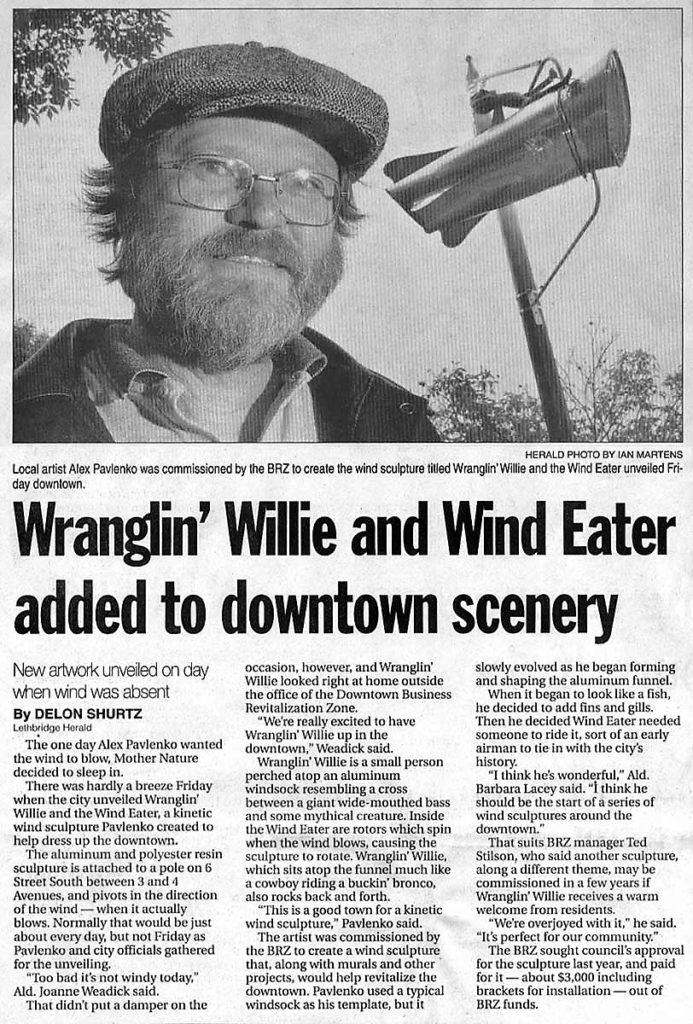 HERALD PHOTO BY IAN MARTENS
Local artist Alex Pavlenko was commissioned by the BRZ to create the wind sculpture titled Wranglin' Willie and the Wind Eater unveiled Fri-
day downtown.
Wranglin' Willie and Wind Eater
added to downtown scenery
New artwork unveiled on day
when wind was absent
By DELON SHURTZ
Lethbridge Herald
The one day Alex Pavlenko wanted
the wind to blow, Mother Nature
decided to sleep in.
There was hardly a breeze Friday
when the city unveiled Wranglin'
Willie and the Wind Eater, a kinetic
wind sculpture Pavlenko created to
help dress up the downtown.
The aluminum and polyester resin
sculpture is attached to a pole on 6
Street South between 3 and 4
Avenues, and pivots in the direction
of the wind — when it actually
blows. Normally that would be just
about every day, but not Friday as
Pavlenko and city officials gathered
for the unveiling.
"Too bad it's not windy today,"
Ald. Joanne Weadick said.
That didn't put a damper on the
occasion, however, and Wranglin'
Willie looked right at home outside
the office of the Downtown Business
Revitalization Zone.
"We're really excited to have
Wranglin' Willie up in the
downtown," Weadick said.
Wranglin' Willie is a small person
perched atop an aluminum
windsock resembling a cross
between a giant wide-mouthed bass
and some mythical creature. Inside
the Wind Eater are rotors which spin
when the wind blows, causing the
sculpture to rotate. Wranglin' Willie,
which sits atop the funnel much like
a cowboy riding a buckin' bronco,
also rocks back and forth.
"This is a good town for a kinetic
wind sculpture," Pavlenko said.
The artist was commissioned by
the BRZ to create a wind sculpture
that, along with murals and other
projects, would help revitalize the
downtown. Pavlenko used a typical
windsock as his template, but it
slowly evolved as he began forming
and shaping the aluminum funnel.
When it began to look like a fish,
he decided to add fins and gills.
Then he decided Wind Eater needed
someone to ride it, sort of an early
airman to tie in with the city's
history.
"I think he's wonderful," Ald.
Barbara Lacey said. "I think he
should be the start of a series of
wind sculptures around the
downtown."
That suits BRZ manager Ted
Stilson, who said another sculpture,
along a different theme, may be
commissioned in a few years if
Wranglin' Willie receives a warm
welcome from residents.
"We're overjoyed with it," he said.
"It's perfect for our community."
The BRZ sought council's approval
for the sculpture last year, and paid
for it — about $3,000 including
brackets for installation — out of
BRZ funds.